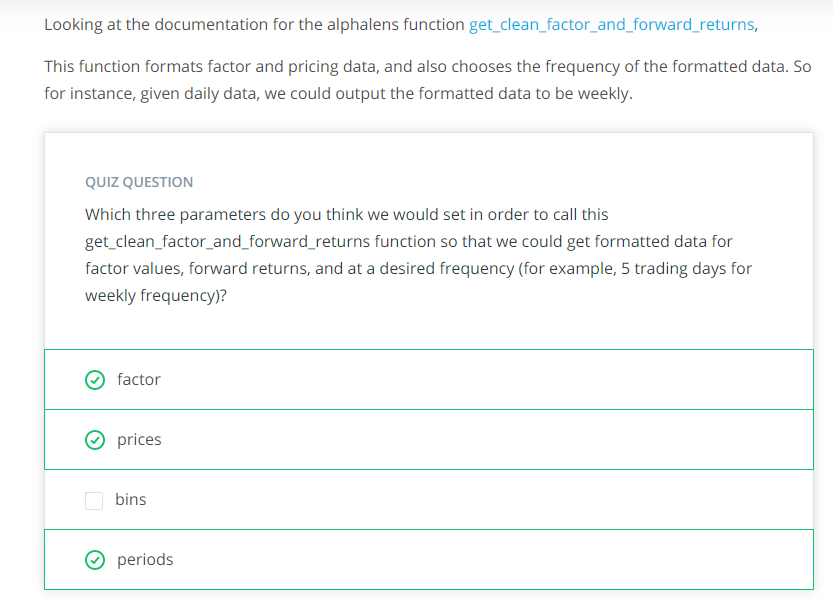 Looking at the documentation for the alphalens function get_clean_factor_and_forward_returns,
This function formats factor and pricing data, and also chooses the frequency of the formatted data. So
for instance, given daily data, we could output the formatted data to be weekly.
QUIZ QUESTION
Which three parameters do you think we would set in order to call this
get_clean_factor_and_forward_returns function so that we could get formatted data for
factor values, forward returns, and at a desired frequency (for example, 5 trading days for
weekly frequency)?
factor
prices
bins
periods